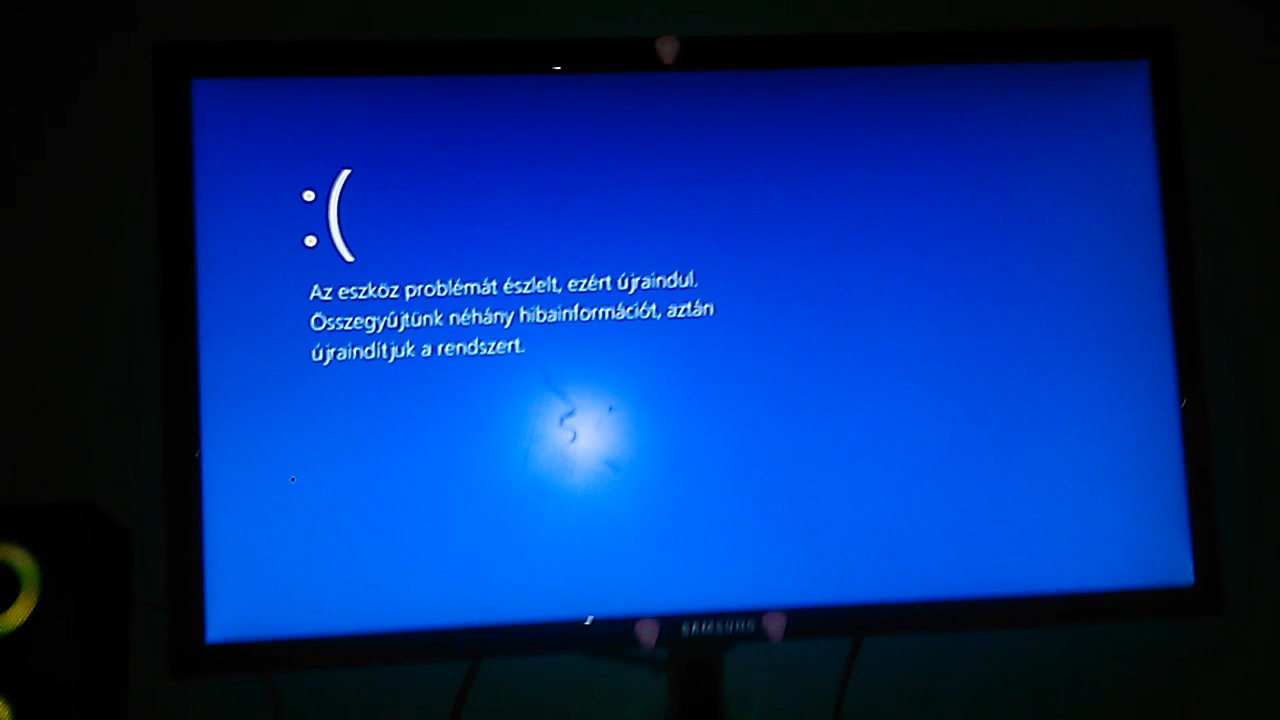 :(
Az eszköz problémát észlelt, ezért újraindul.
Összegyűjtünk néhány hibainformációt, aztán
újraindítjuk a rendszert.
SAMSUNG